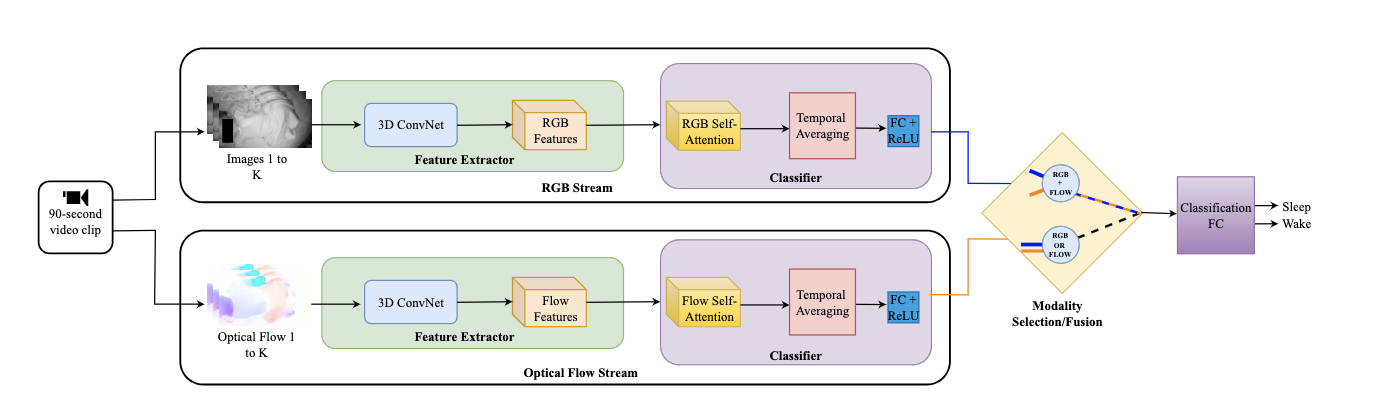 90-second
video clip
Images 1 to
K
3D ConvNet
RGB
Features
Feature Extractor
RGB Self-
Attention
Temporal
Averaging
FC +
ReLU
Classifier
RGB Stream
Optical Flow 1
to K
3D ConvNet
Flow
Features
Feature Extractor
Flow Self-
Attention
Temporal
Averaging
FC +
ReLU
Classifier
Optical Flow Stream
RGB
+
FLOW
RGB
OR
FLOW
Modality
Selection/Fusion
Classification
FC
Sleep
Wake